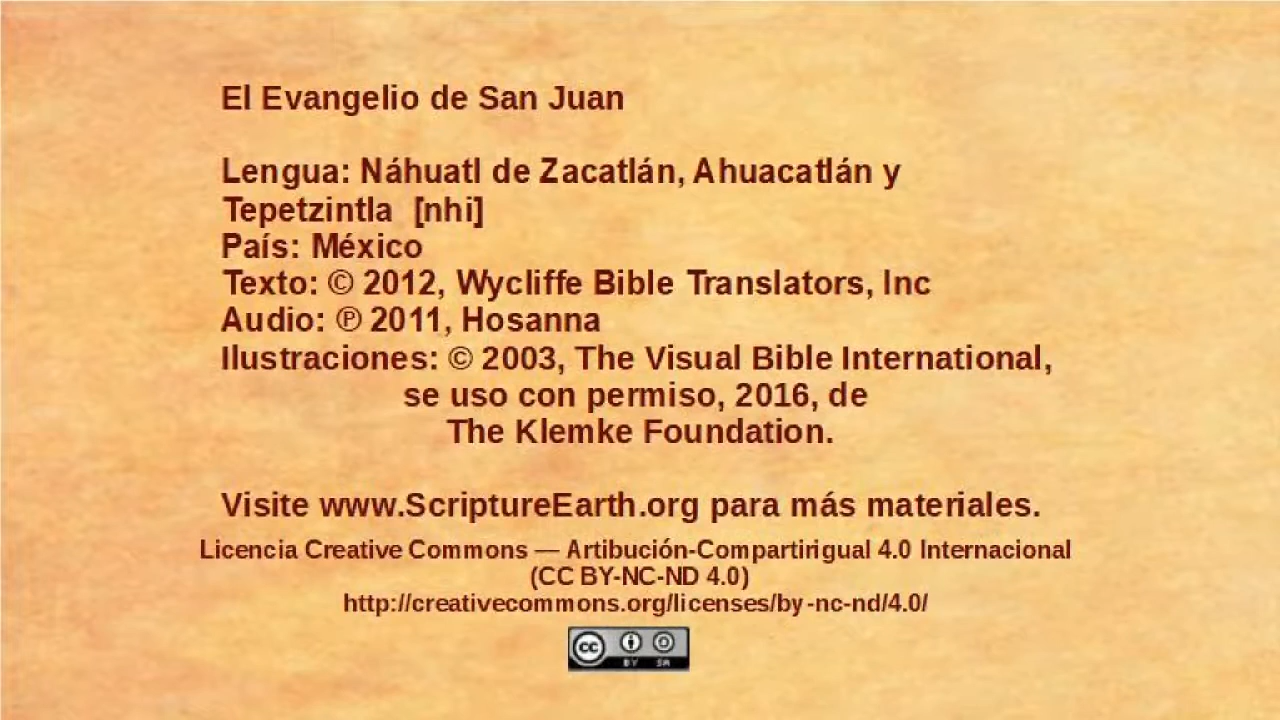 El Evangelio de San Juan
Lengua: Náhuatl de Zacatlán, Ahuacatlán y
Tepetzintla [nhi]
País: México
Texto: © 2012, Wycliffe Bible Translators, Inc
Audio: ℗ 2011, Hosanna
Ilustraciones: © 2003, The Visual Bible International,
se uso con permiso, 2016, de
The Klemke Foundation.
Visite www.ScriptureEarth.org para más materiales.
Licencia Creative Commons — Artibución-Compartirigual 4.0 Internacional
(CC BY-NC-ND 4.0)
http://creativecommons.org/licenses/by-nc-nd/4.0/
cc BY SA